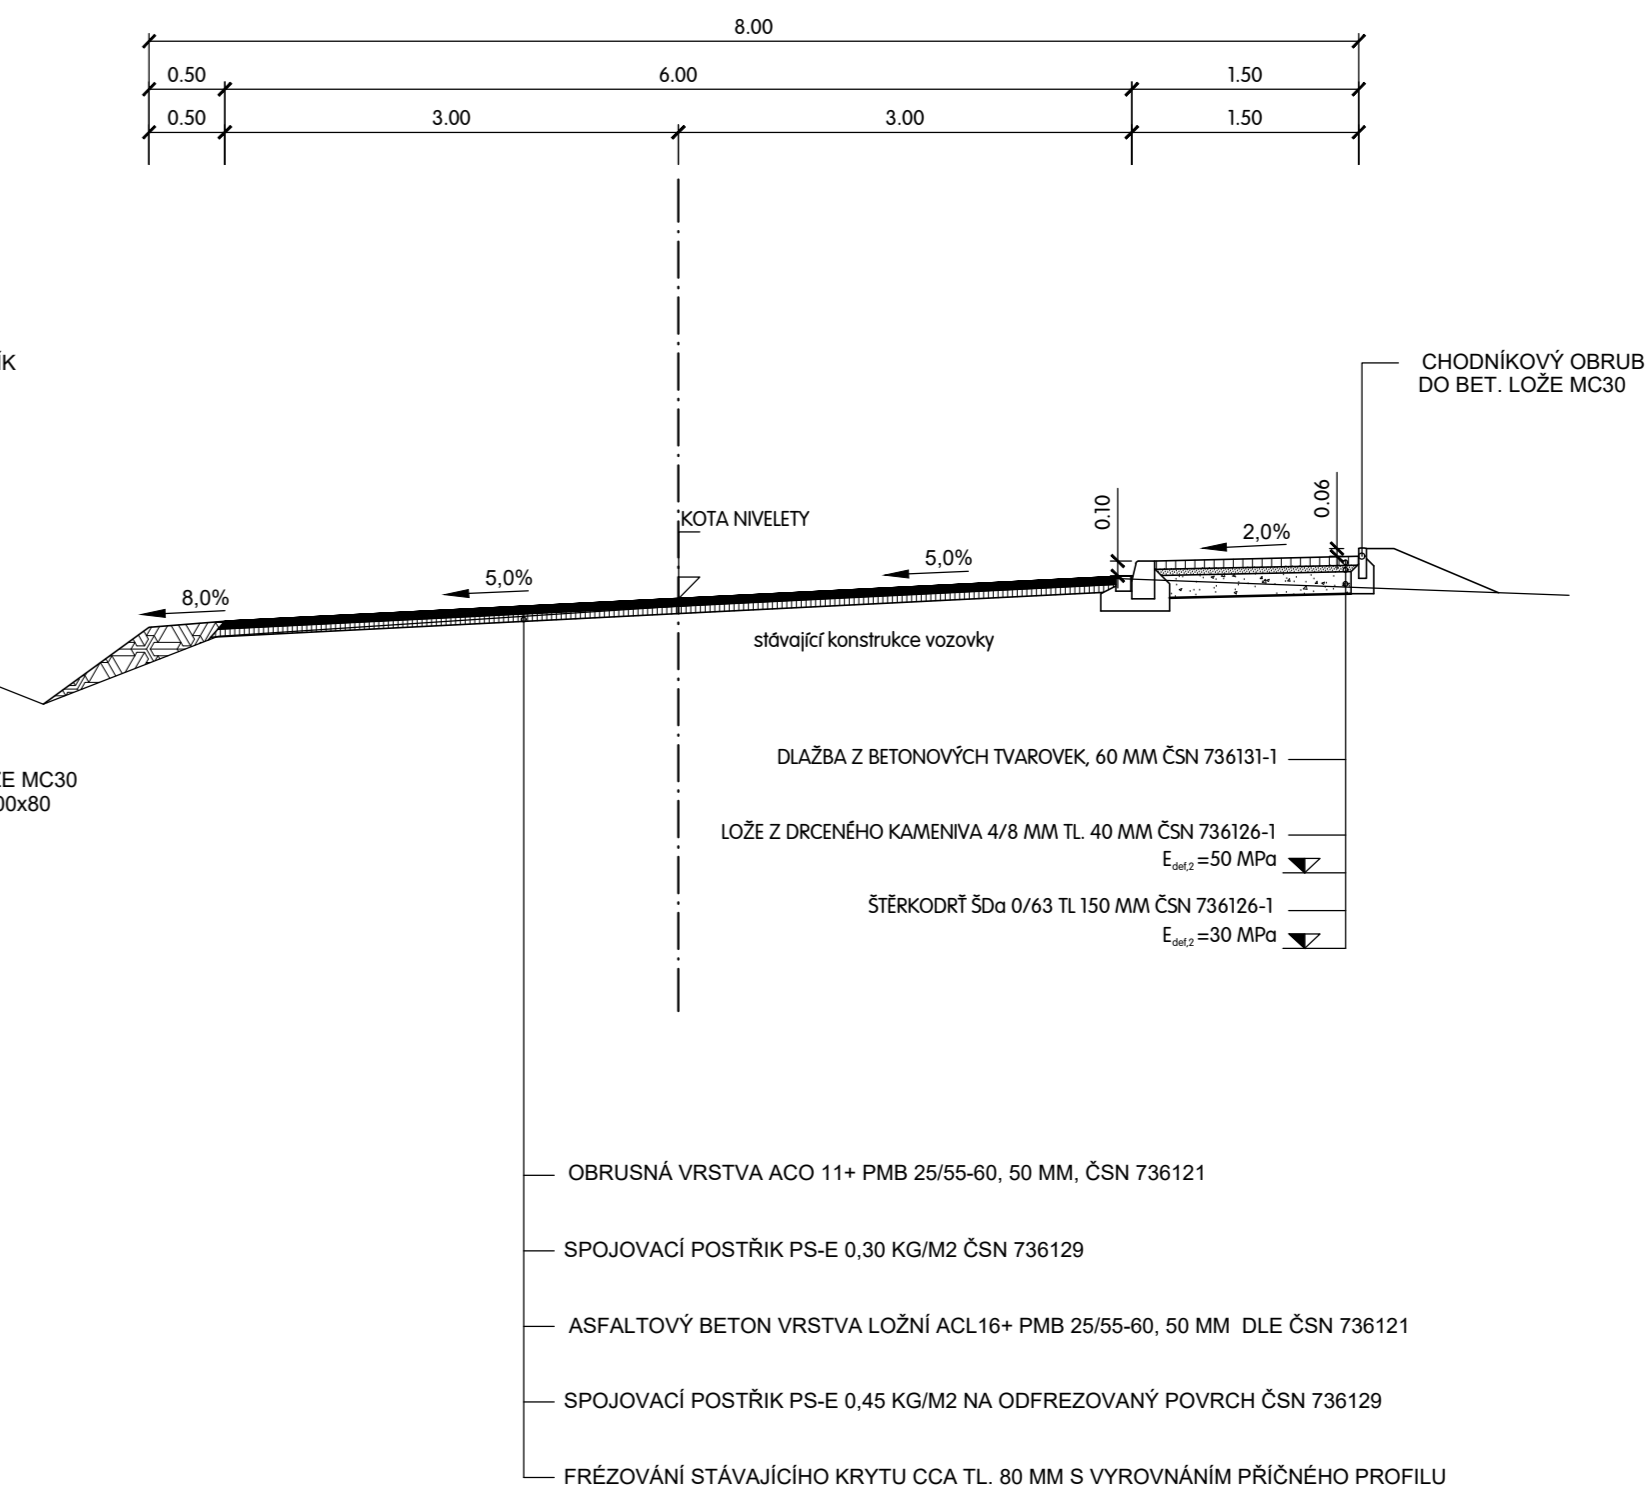 8.00
0.50 6.00 1.50
0.50 3.00 3.00 1.50
ÍK
CHODNÍKOVÝ OBRUB
DO BET. LOŽE MC30
KOTA NIVELETY
0.10
0.06
2,0%
5,0%
5,0%
8,0%
stávající konstrukce vozovky
DLAŽBA Z BETONOVÝCH TVAROVEK, 60 MM ČSN 736131-1
ŽE MC30
00x80
LOŽE Z DRCENÉHO KAMENIVA 4/8 MM TL. 40 MM ČSN 736126-1
Edef,2=50 MPa
ŠTĚRKODRŤ ŠDa 0/63 TL 150 MM ČSN 736126-1
Edef,2=30 MPa
OBRUSNÁ VRSTVA ACO 11+ PMB 25/55-60, 50 MM, ČSN 736121
SPOJOVACÍ POSTŘIK PS-E 0,30 KG/M2 ČSN 736129
ASFALTOVÝ BETON VRSTVA LOŽNÍ ACL16+ PMB 25/55-60, 50 MM DLE ČSN 736121
SPOJOVACÍ POSTŘIK PS-E 0,45 KG/M2 NA ODFREZOVANÝ POVRCH ČSN 736129
FRÉZOVÁNÍ STÁVAJÍCÍHO KRYTU CCA TL. 80 MM S VYROVNÁNÍM PŘÍČNÉHO PROFILU